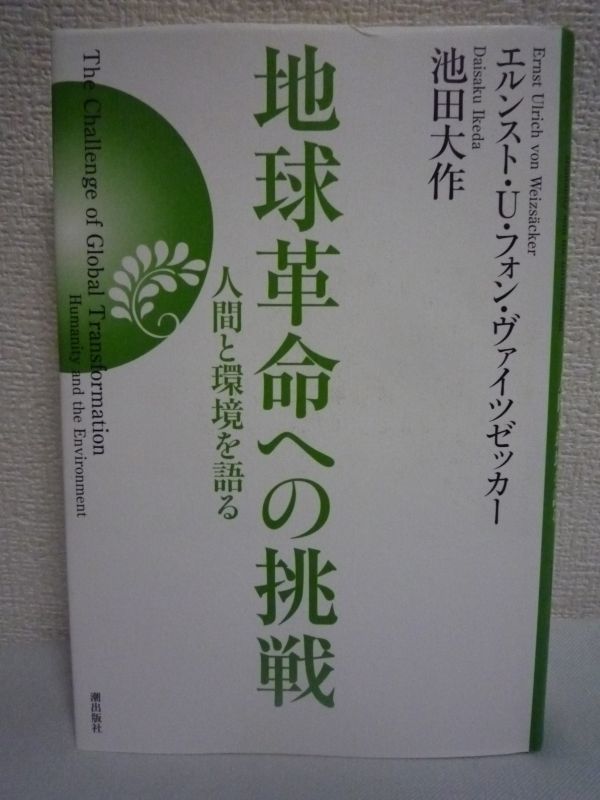 エルンスト・U・フォン・ヴァイツゼッカー
Ernst Ulrich von Weizsäcker
池田大作
Daisaku Ikeda
地球革命への挑戦
人間と環境を語る
The Challenge of Global Transformation
Humanity and the Environment
潮出版社